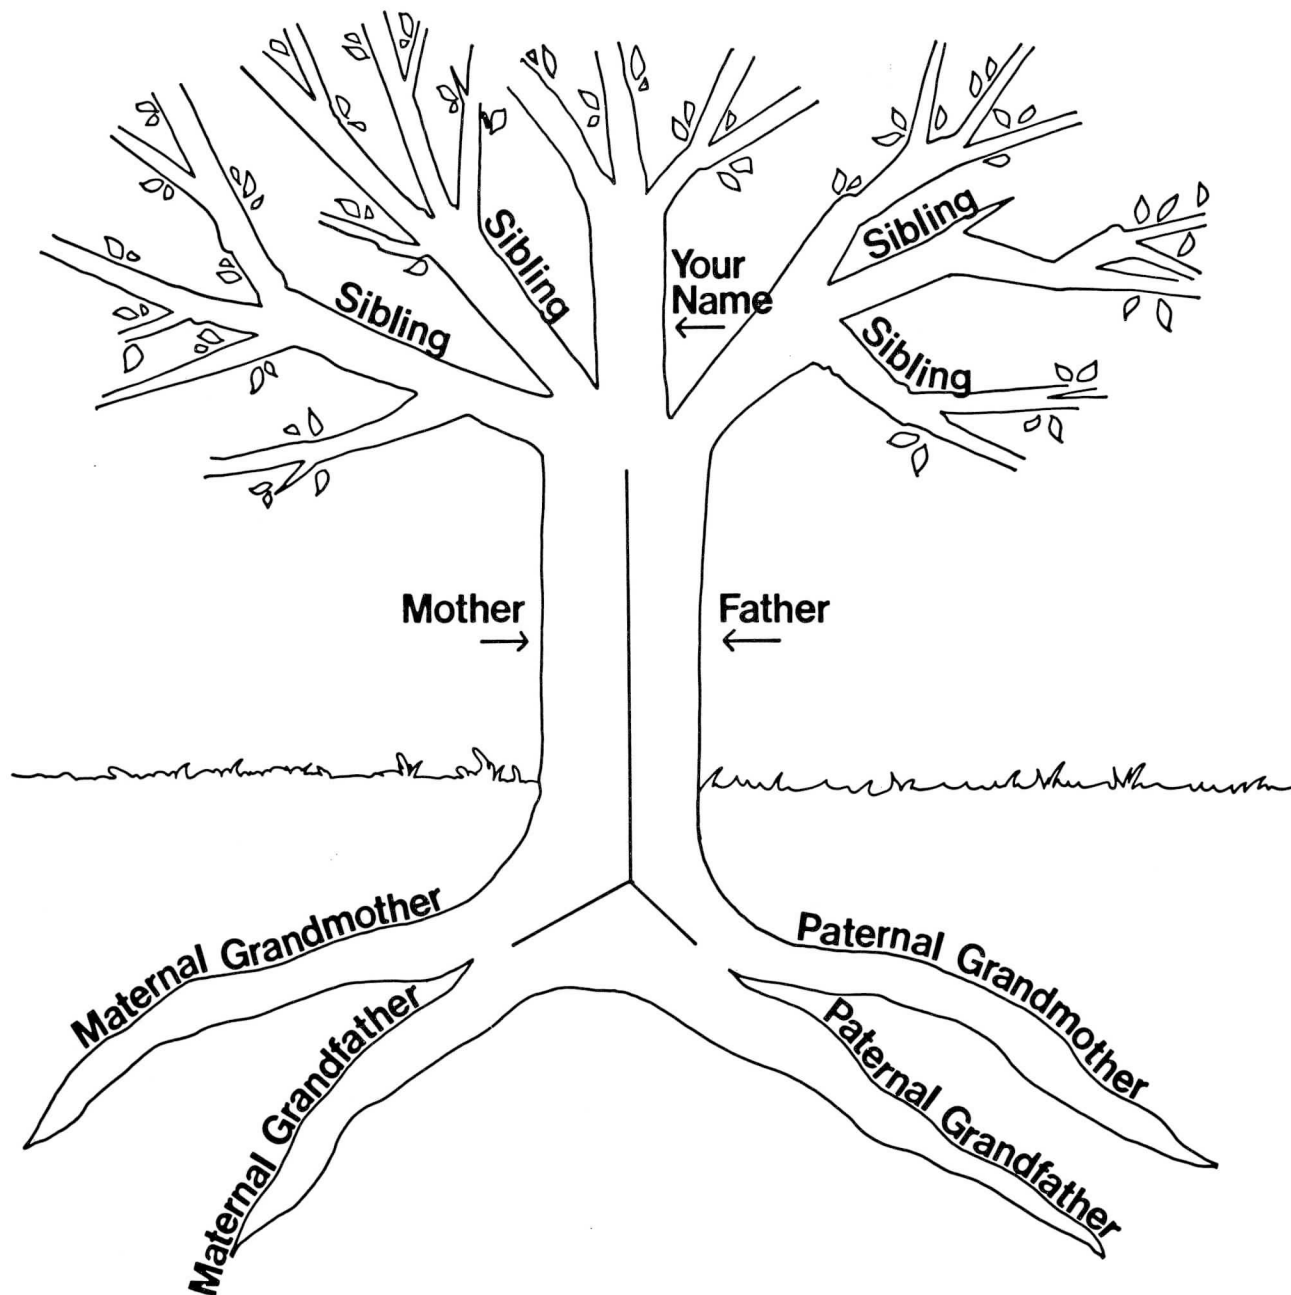 Sibling
Sibling
Sibling
Your
Name
Sibling
Mother
Father
Maternal Grandmother
Paternal Grandmother
Maternal Grandfather
Paternal Grandfather